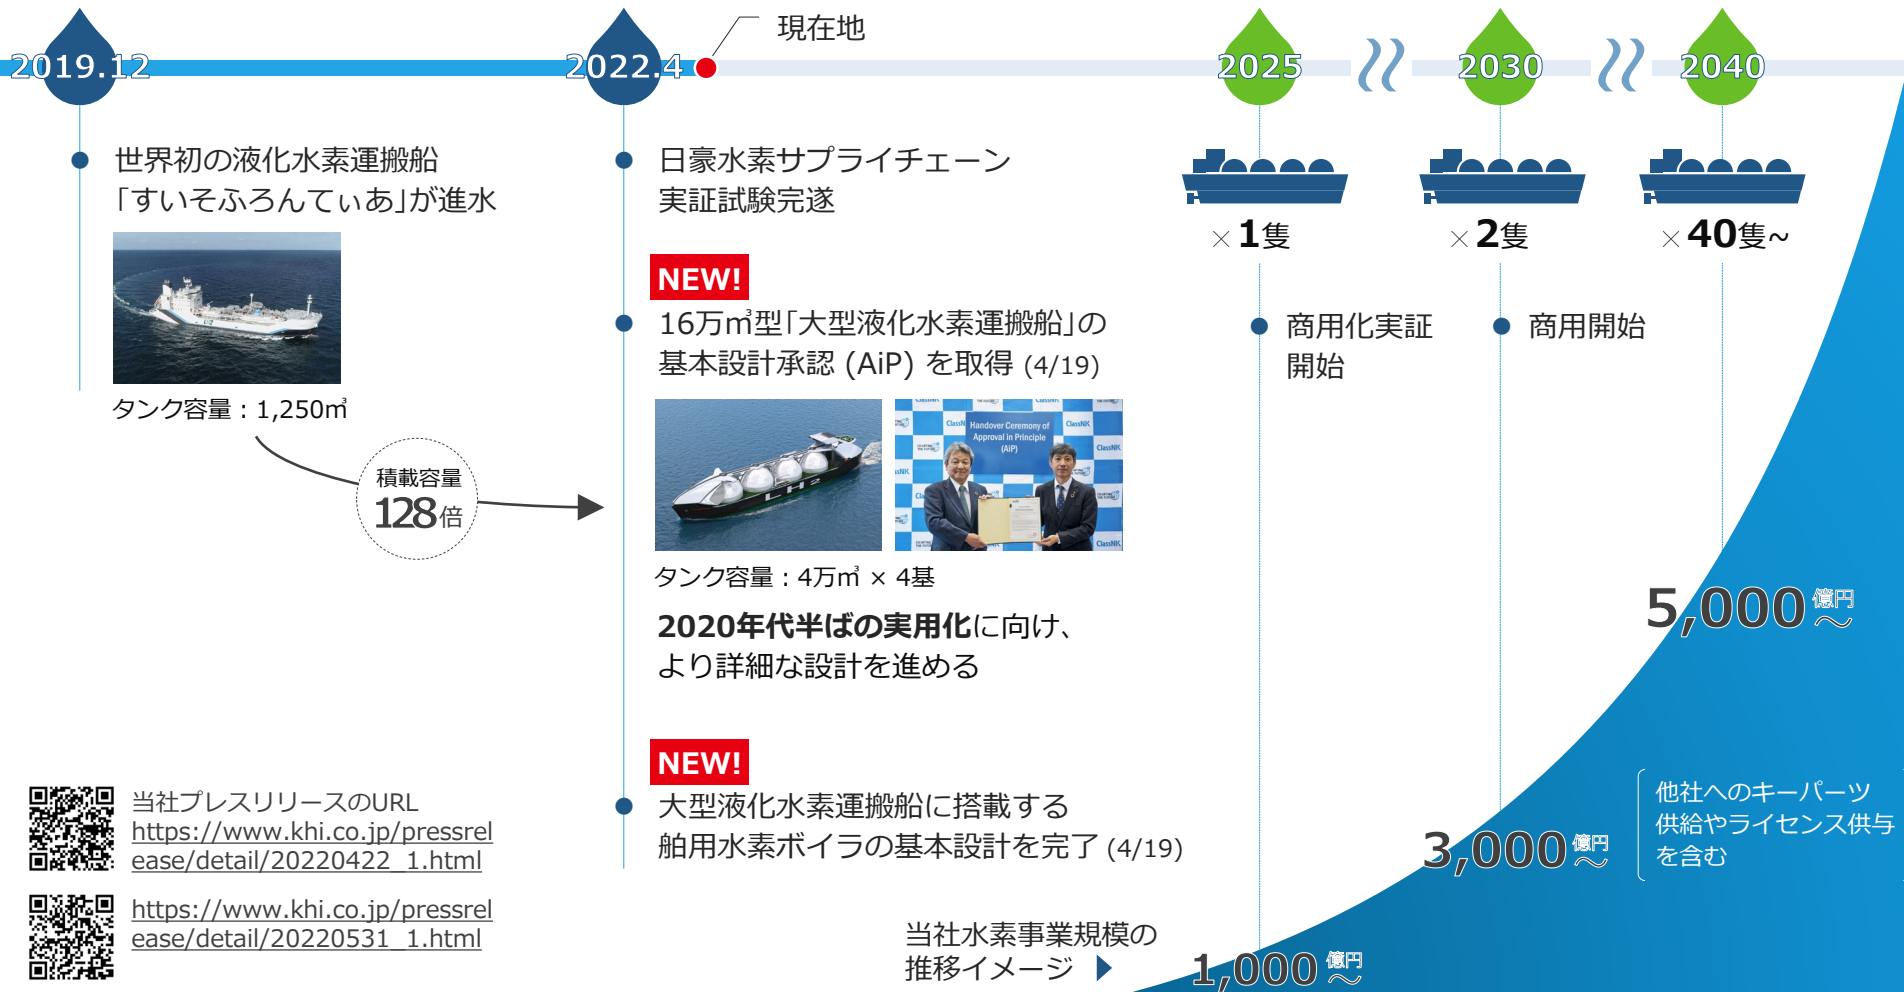 2019.12
2022.4
現在地
2025
2030
2040
世界初の液化水素運搬船
「すいそふろんてぃあ」が進水
タンク容量：1,250㎥
積載容量
128倍
日豪水素サプライチェーン
実証試験完遂
NEW!
16万㎥型「大型液化水素運搬船」の
基本設計承認 (AiP) を取得 (4/19)
LH2
Handover Ceremony of
Approval in Principle
(AiP)
ClassNK
ClassNK
ClassNK
タンク容量：4万㎥ × 4基
2020年代半ばの実用化に向け、
より詳細な設計を進める
NEW!
大型液化水素運搬船に搭載する
舶用水素ボイラの基本設計を完了 (4/19)
×1隻
×2隻
×40隻~
商用化実証
開始
商用開始
5,000億円～
3,000億円～
1,000億円～
他社へのキーパーツ
供給やライセンス供与
を含む
当社水素事業規模の
推移イメージ
当社プレスリリースのURL
https://www.khi.co.jp/pressrel
ease/detail/20220422_1.html
https://www.khi.co.jp/pressrel
ease/detail/20220531_1.html